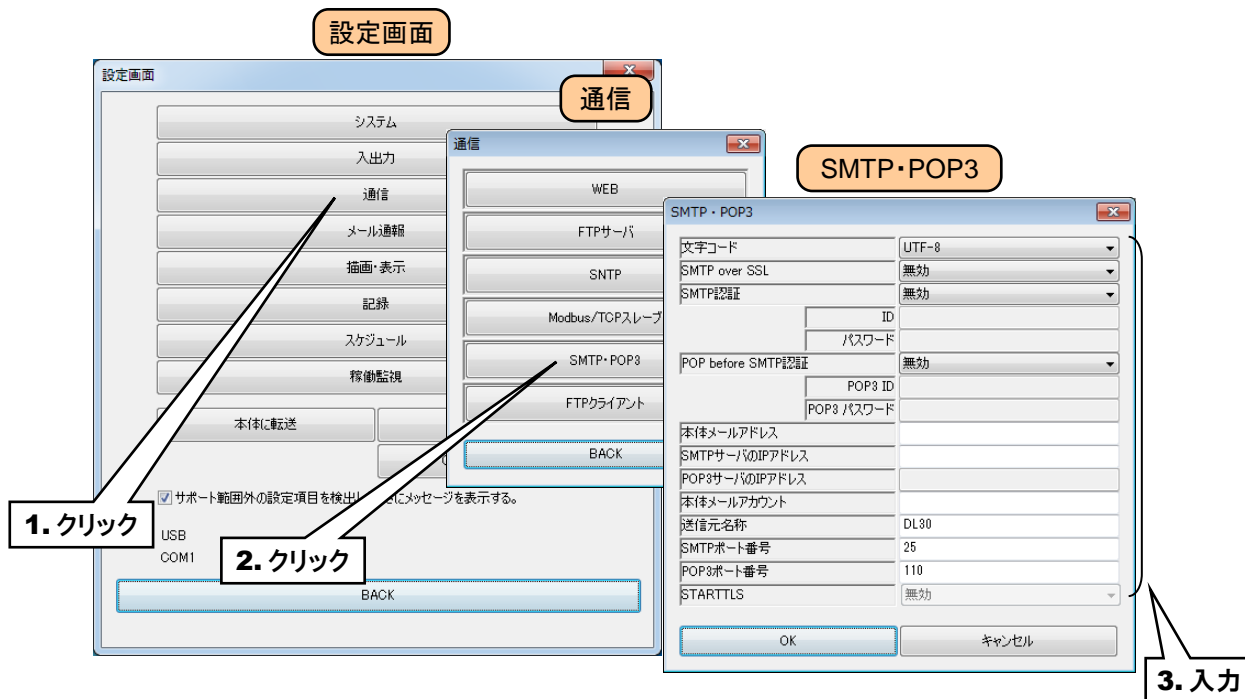 設定画面
設定画面
通信
システム
入出力
通信
メール通報
描画・表示
記録
スケジュール
稼働監視
本体に転送
サポート範囲外の設定項目を検出し
にメッセージを表示する。
USB
COM1
BACK
通信
WEB
FTPサーバ
SNTP
Modbus/TCPスレーブ
SMTP・POP3
FTPクライアント
BACK
SMTP・POP3
SMTP・POP3
文字コード UTF-8
SMTP over SSL 無効
SMTP認証 無効
ID
パスワード
POP before SMTP認証 無効
POP3 ID
POP3 パスワード
本体メールアドレス
SMTPサーバのIPアドレス
POP3サーバのIPアドレス
本体メールアカウント
送信元名称 DL30
SMTPポート番号 25
POP3ポート番号 110
STARTTLS 無効
OK キャンセル
1. クリック
2. クリック
3. 入力